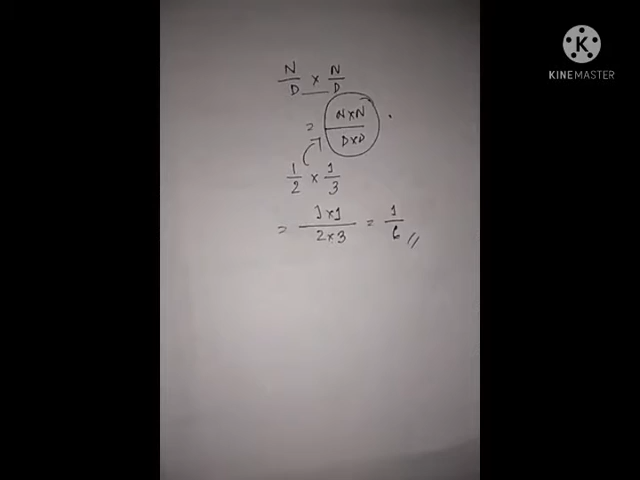 N/D × N/D
= N×N/D×D
1/2 × 1/3
= 1×1/2×3 = 1/6 //
KINEMASTER